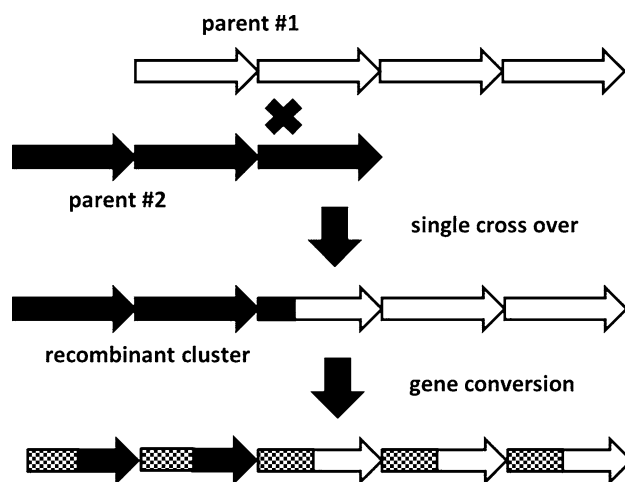 parent #1
parent #2
single cross over
recombinant cluster
gene conversion